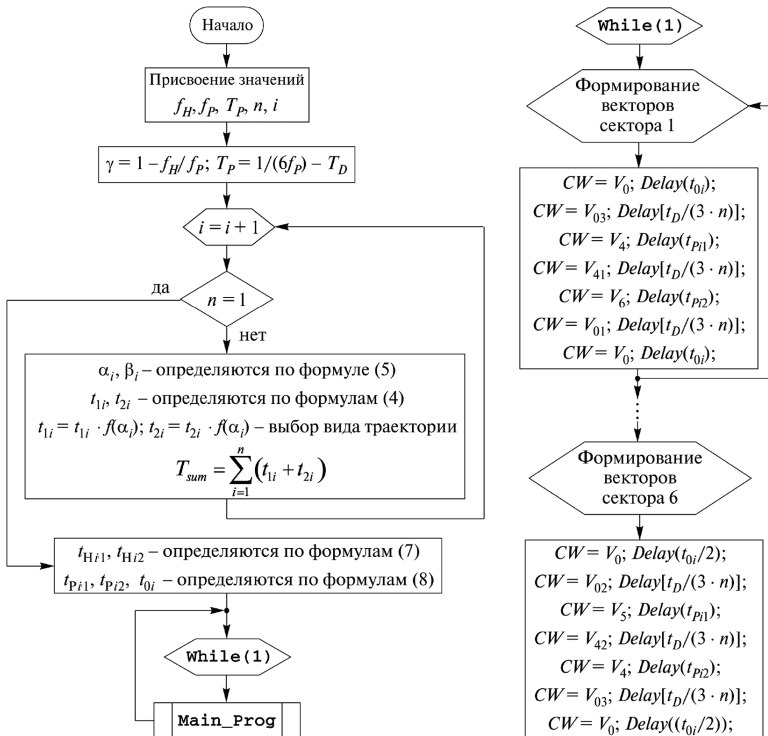 Начало
Присвоение значений
f_H, f_P, T_P, n, i
γ = 1 – f_H/f_P; T_P = 1/(6f_P) – T_D
i = i + 1
да
n = 1
нет
α_i, β_i – определяются по формуле (5)
t_1i, t_2i – определяются по формулам (4)
t_1i = t_1i · f(α_i); t_2i = t_2i · f(α_i) – выбор вида траектории
T_sum = ∑_{i=1}^{n} (t_1i + t_2i)
t_Hi1, t_Hi2 – определяются по формулам (7)
t_Pi1, t_Pi2, t_0i – определяются по формулам (8)
While(1)
Main_Prog
While(1)
Формирование
векторов
сектора 1
CW = V_0; Delay(t_0i);
CW = V_03; Delay[t_D/(3 · n)];
CW = V_4; Delay(t_Pi1);
CW = V_41; Delay[t_D/(3 · n)];
CW = V_6; Delay(t_Pi2);
CW = V_01; Delay[t_D/(3 · n)];
CW = V_0; Delay(t_0i);
Формирование
векторов
сектора 6
CW = V_0; Delay(t_0i/2);
CW = V_02; Delay[t_D/(3 · n)];
CW = V_5; Delay(t_Pi1);
CW = V_42; Delay[t_D/(3 · n)];
CW = V_4; Delay(t_Pi2);
CW = V_03; Delay[t_D/(3 · n)];
CW = V_0; Delay((t_0i/2));